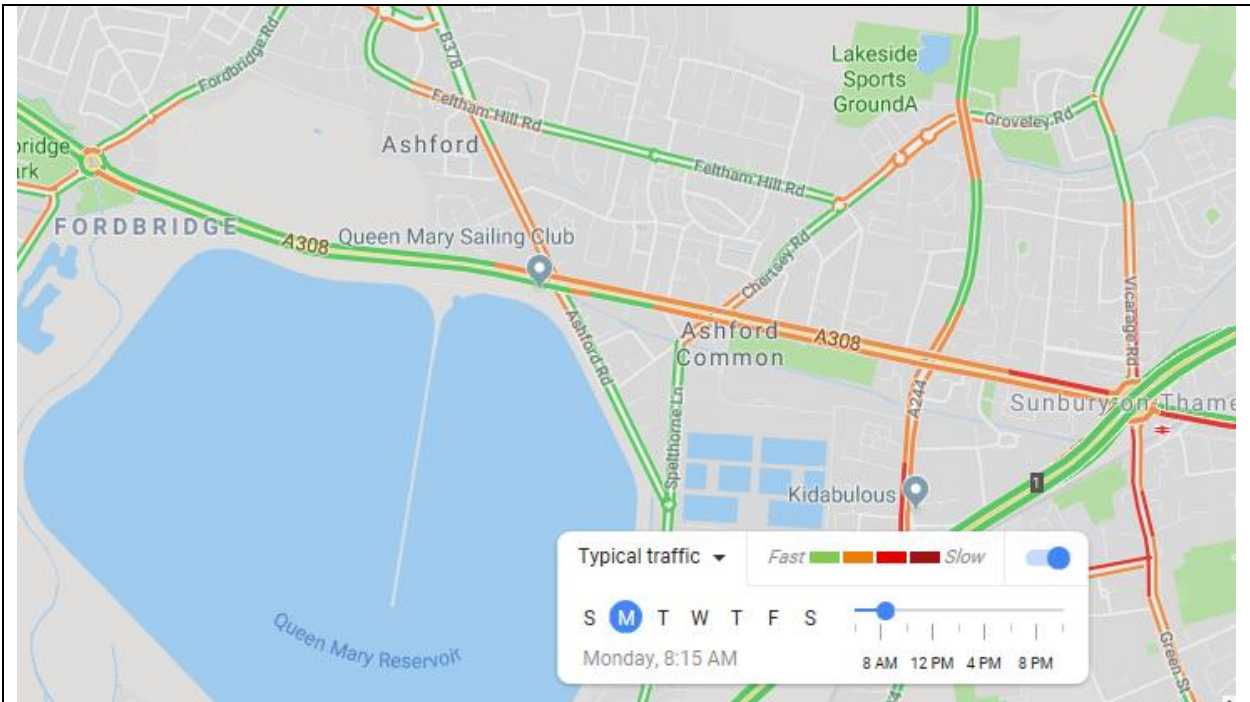 Fordbridge Rd
B378
Lakeside
Sports
GroundA
Groveley Rd
Feltham Hill Rd
Ashford
Feltham Hill Rd
FORDBRIDGE
A308
Queen Mary Sailing Club
Chertsey Rd
Vicarage Rd
Ashford Rd
Ashford
Common
A308
A244
Sunbury-on-Thame
Spelthorne Ln
1
Kidabulous
Typical traffic
Fast
Slow
S M T W T F S
Monday, 8:15 AM
8 AM 12 PM 4 PM 8 PM
Queen Mary Reservoir
Green St